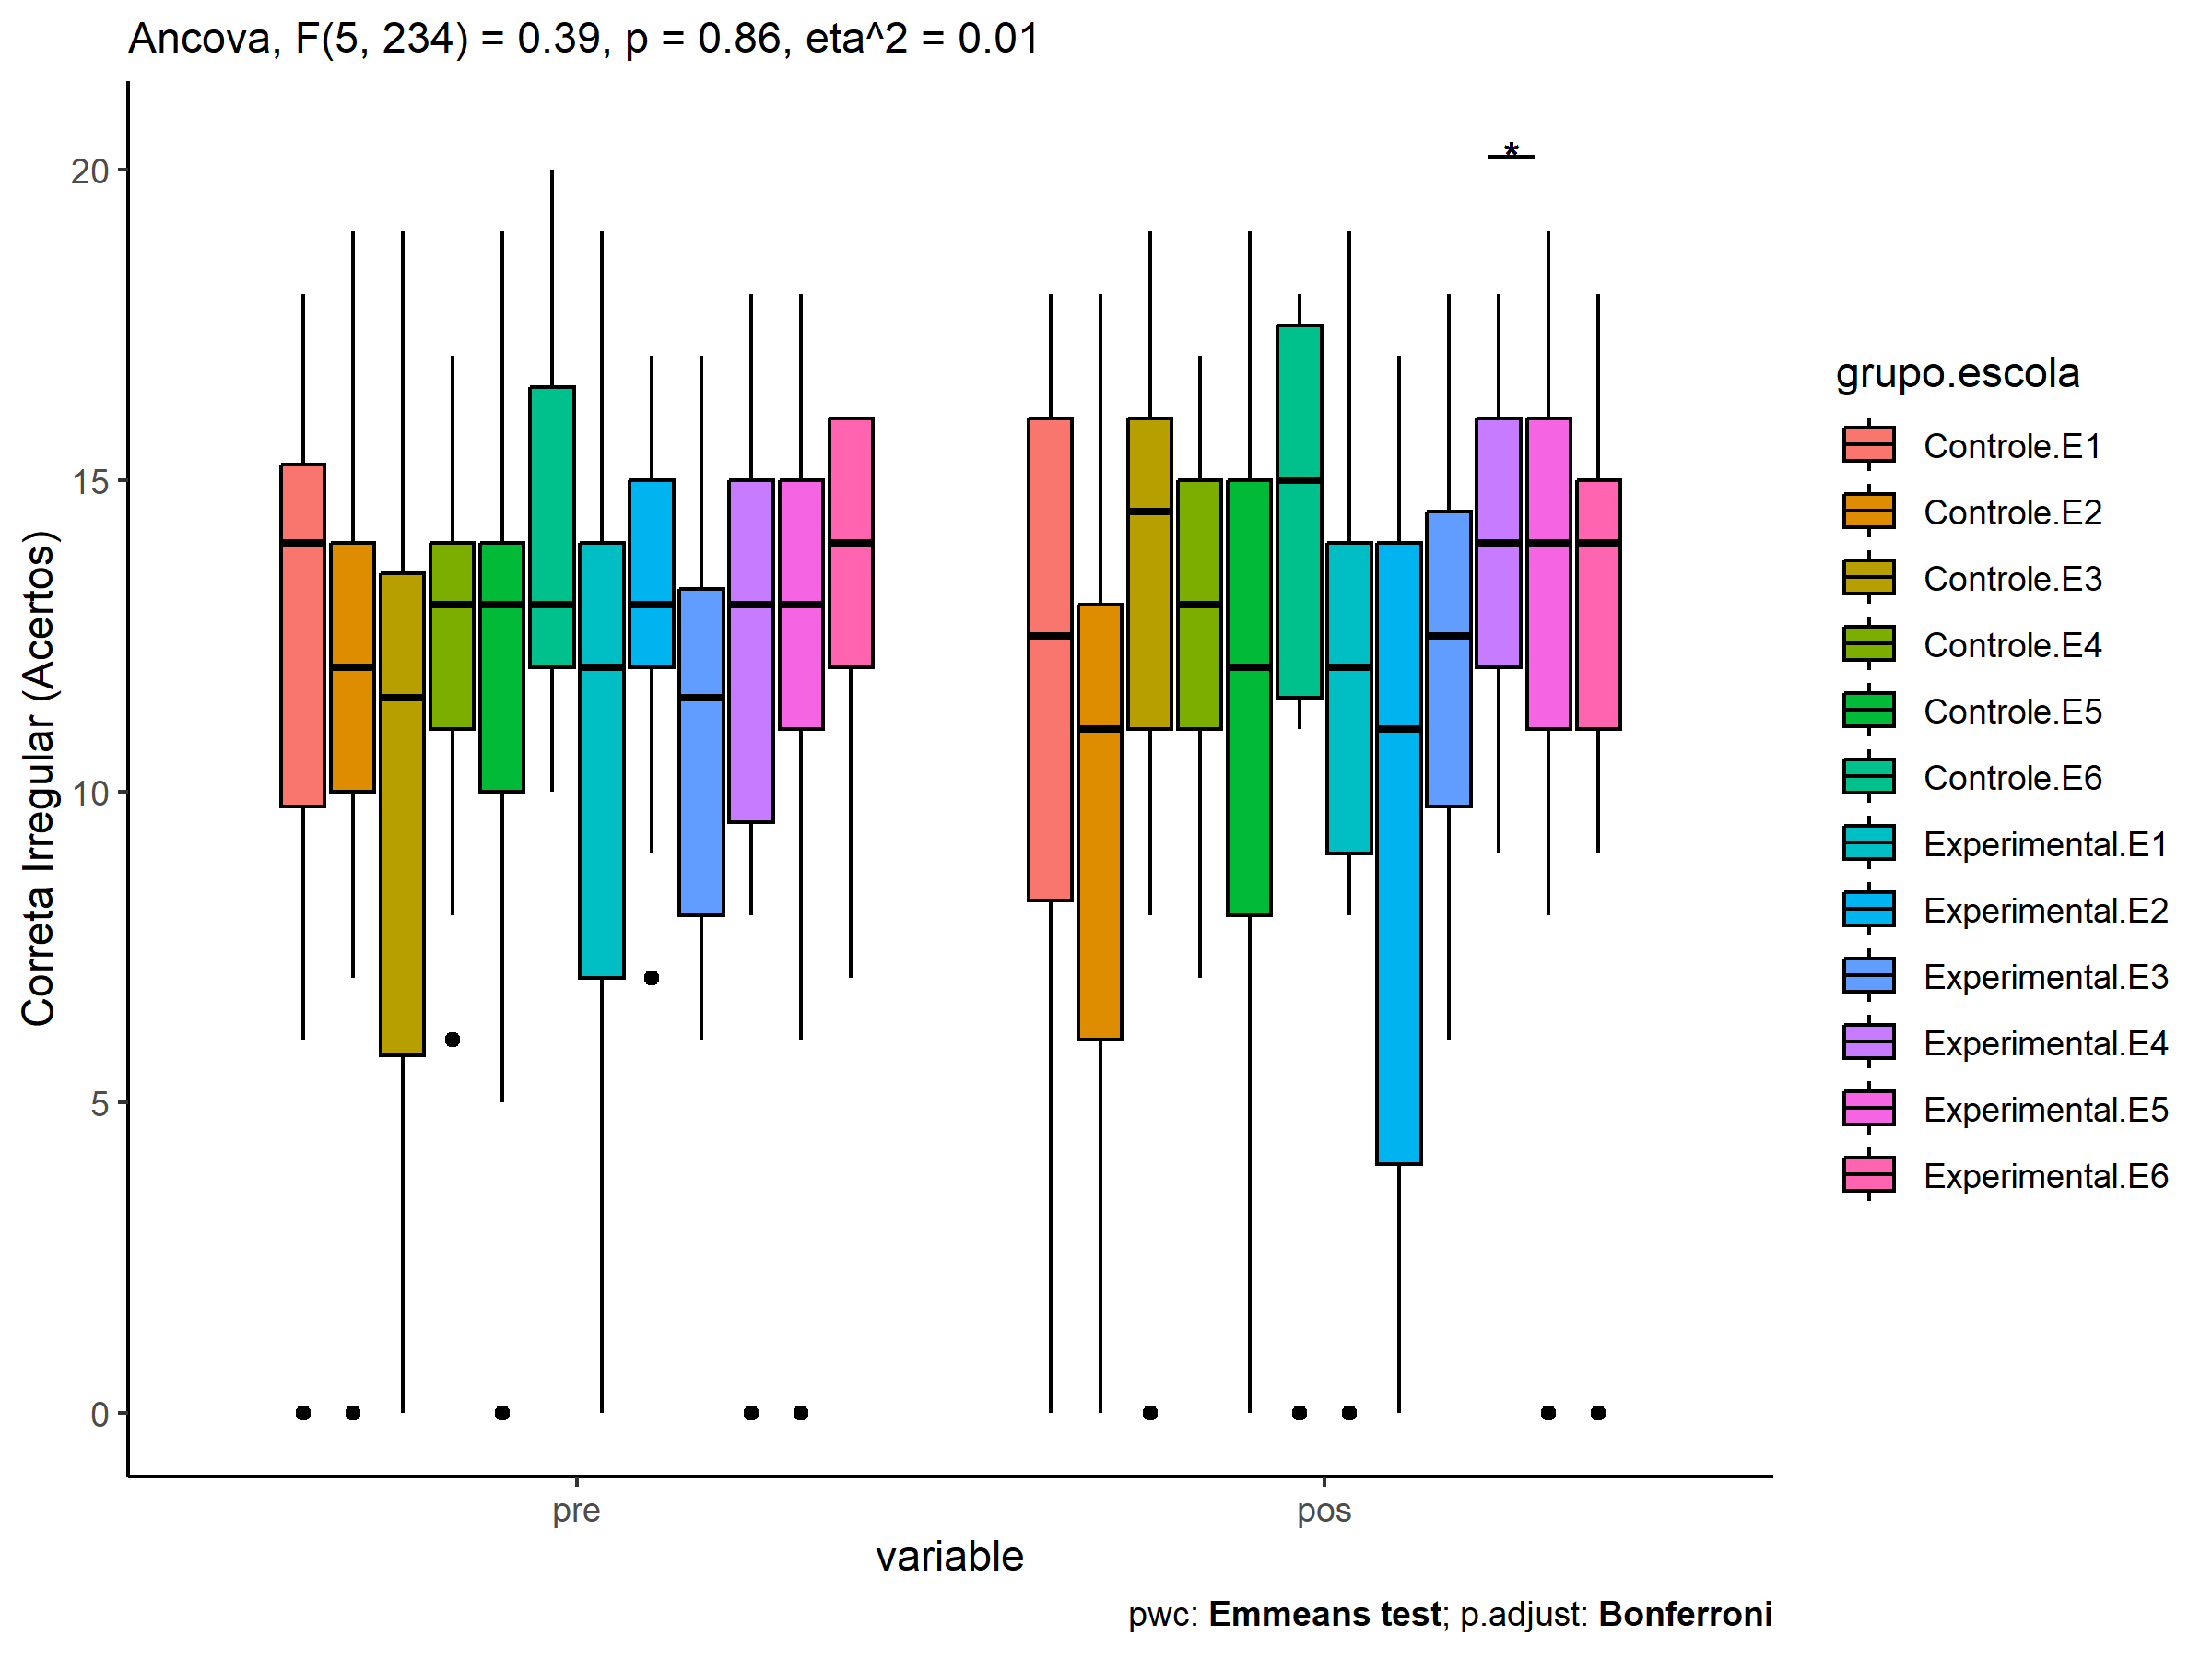 Ancova, F(5, 234) = 0.39, p = 0.86, eta^2 = 0.01
*
20
15
10
5
0
Correta Irregular (Acertos)
pre
pos
variable
pwc: Emmeans test; p.adjust: Bonferroni
grupo.escola
Controle.E1
Controle.E2
Controle.E3
Controle.E4
Controle.E5
Controle.E6
Experimental.E1
Experimental.E2
Experimental.E3
Experimental.E4
Experimental.E5
Experimental.E6